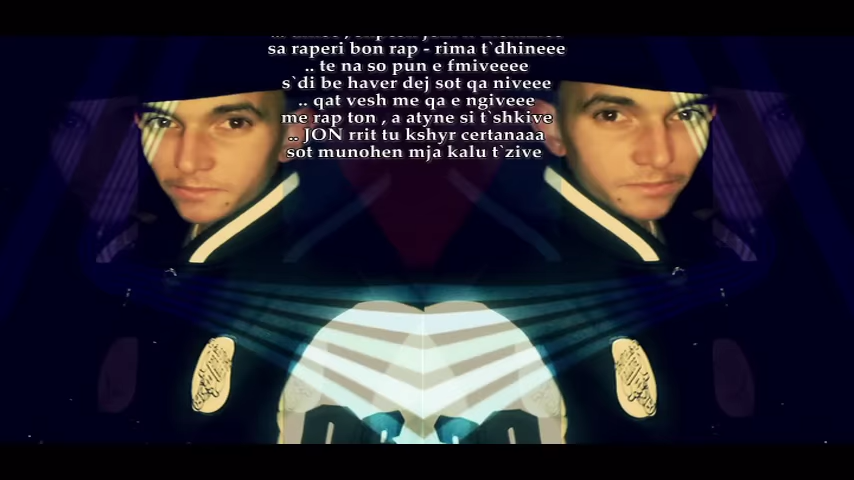 sa raperi bon rap - rima t`dhineee
.. te na so pun e fmiveeee
s`di be haver dej sot qa niveee
.. qat vesh me qa e ngiveee
me rap ton , a atyne si t`shkive
.. JON rrit tu kshyr certanaaa
sot munohen mja kalu t`zive